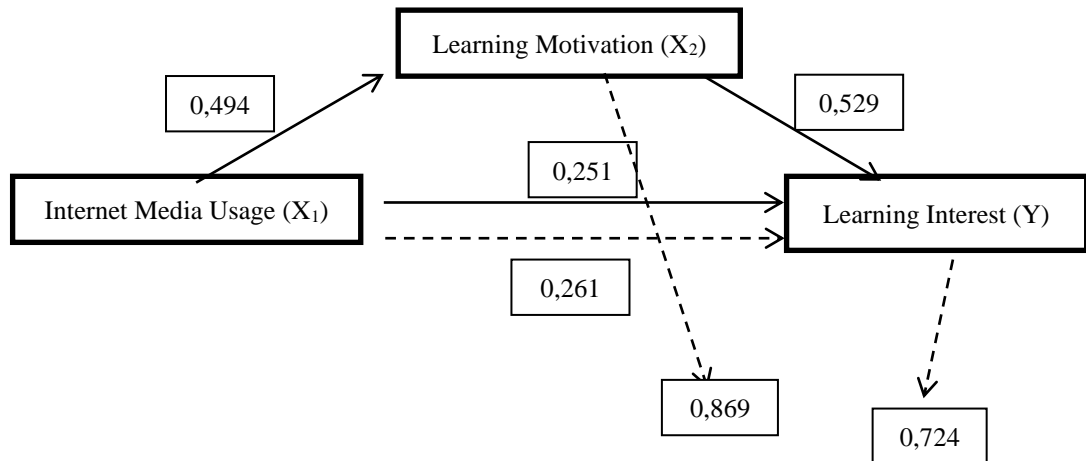 Learning Motivation (X₂)
0,494
0,529
0,251
Internet Media Usage (X₁)
Learning Interest (Y)
0,261
0,869
0,724